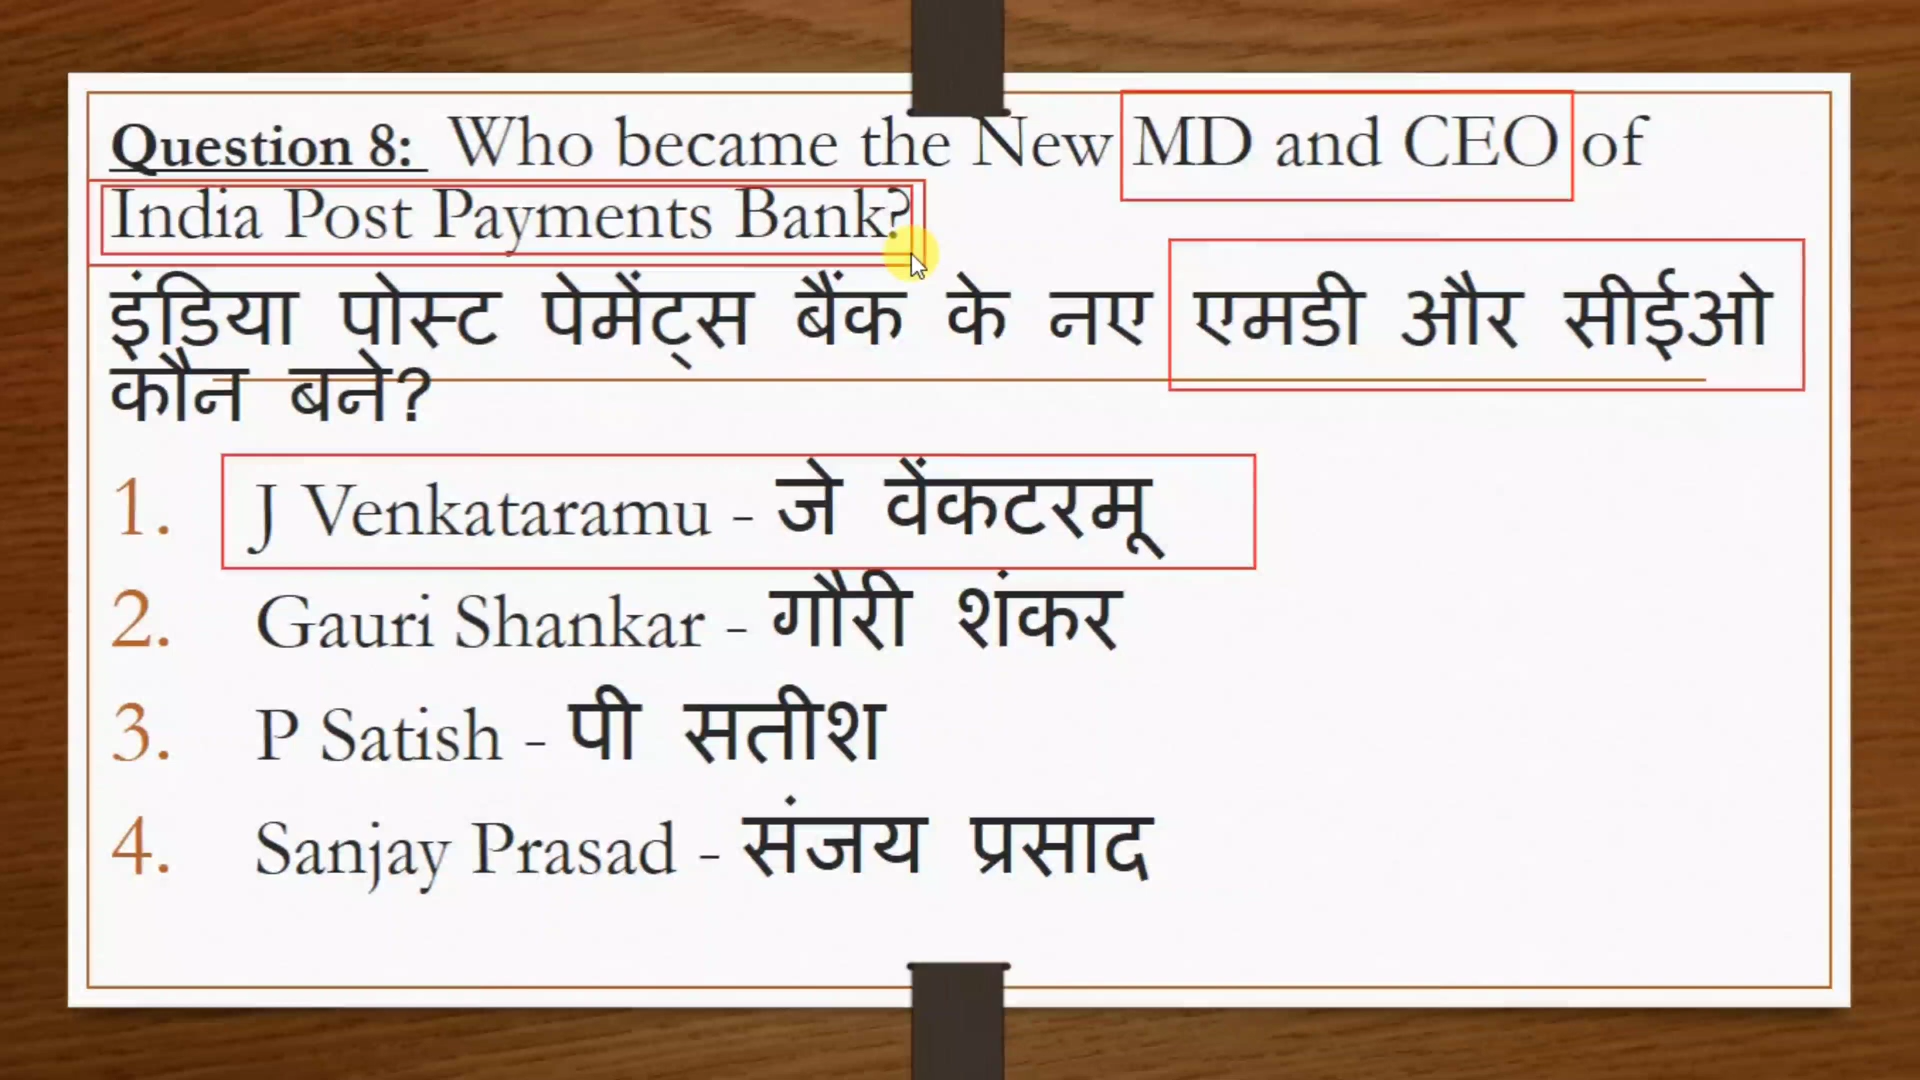 Question 8: Who became the New MD and CEO of
India Post Payments Bank?
इंडिया पोस्ट पेमेंट्स बैंक के नए एमडी और सीईओ
कौन बने?
1. J Venkataramu - जे वेंकटरमू
2. Gauri Shankar - गौरी शंकर
3. P Satish - पी सतीश
4. Sanjay Prasad - संजय प्रसाद